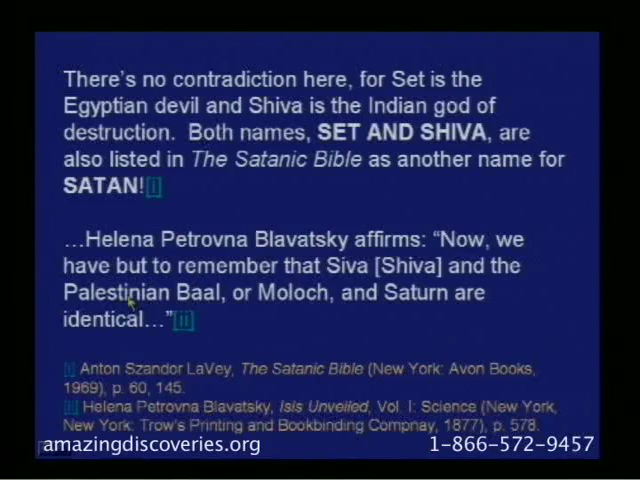 There's no contradiction here, for Set is the
Egyptian devil and Shiva is the Indian god of
destruction. Both names, SET AND SHIVA, are
also listed in The Satanic Bible as another name for
SATAN![i]
…Helena Petrovna Blavatsky affirms: "Now, we
have but to remember that Siva [Shiva] and the
Palestinian Baal, or Moloch, and Saturn are
identical…"[ii]
[i] Anton Szandor LaVey, The Satanic Bible (New York: Avon Books,
1969), p. 60, 145.
[ii] Helena Petrovna Blavatsky, Isis Unveiled, Vol. I: Science (New York,
New York: Trow's Printing and Bookbinding Compnay, 1877), p. 578.
amazingdiscoveries.org 1-866-572-9457